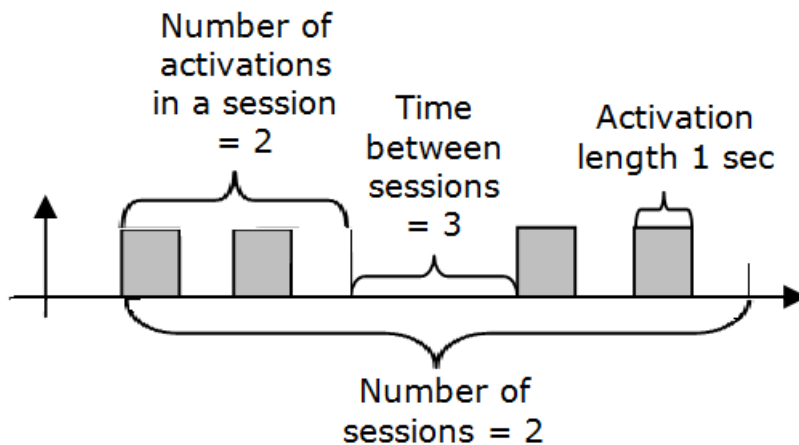 Number of
activations
in a session
= 2
Time
between
sessions
= 3
Activation
length 1 sec
Number of
sessions = 2